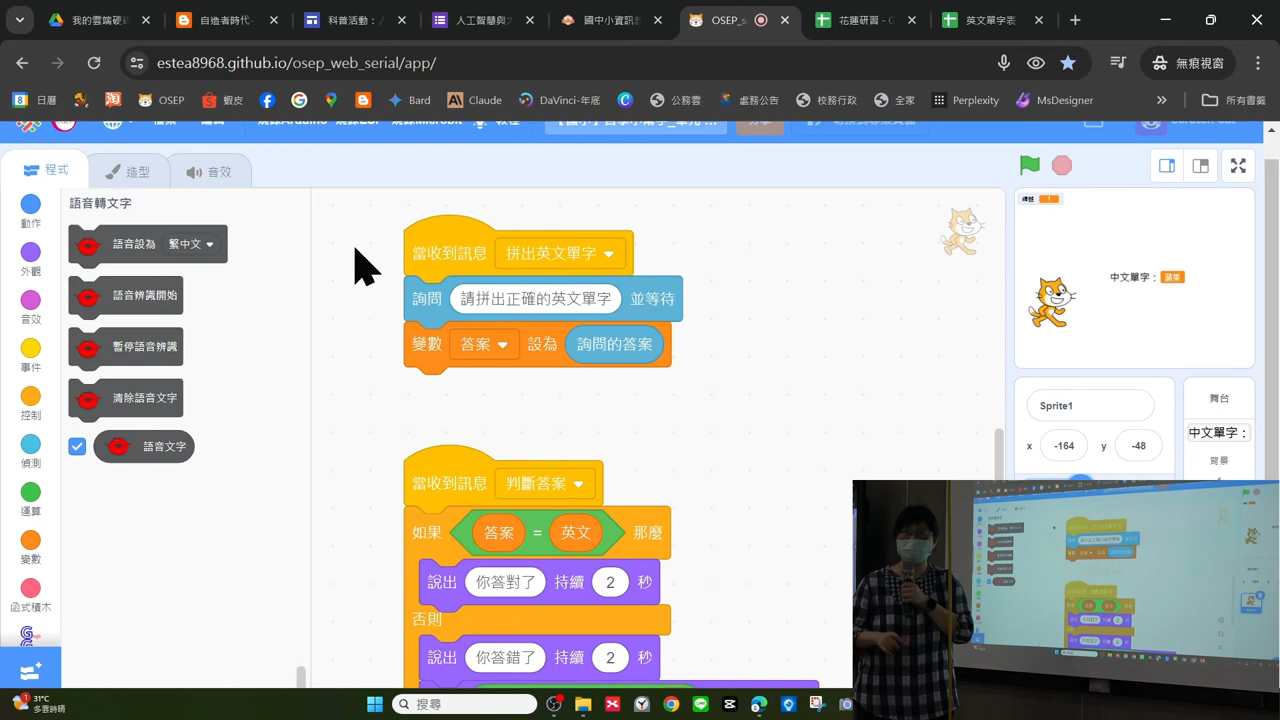 我的雲端硬
自造者時代-
科普活動:人
人工智慧與大
國中小資訊
OSEP_s
花蓮研習 - G
英文單字表
estea8968.github.io/osep_web_serial/app/
無痕視窗
日曆
OSEP
蝦皮
Bard
Claude
DaVinci-年底
公務雲
處務公告
校務行政
全家
Perplexity
MsDesigner
所有書籤
程式
造型
音效
動作
外觀
音效
事件
控制
偵測
運算
變數
函式積木
語音轉文字
語音設為 繁中文
語音辨識開始
暫停語音辨識
清除語音文字
語音文字
當收到訊息 拼出英文單字
詢問 請拼出正確的英文單字 並等待
變數 答案 設為 詢問的答案
當收到訊息 判斷答案
如果 答案 = 英文 那麼
說出 你答對了 持續 2 秒
否則
說出 你答錯了 持續 2 秒
中文單字: 蘋果
Sprite1
x -164 y -48
舞台
中文單字:
背景
31°C
多雲時晴
搜尋